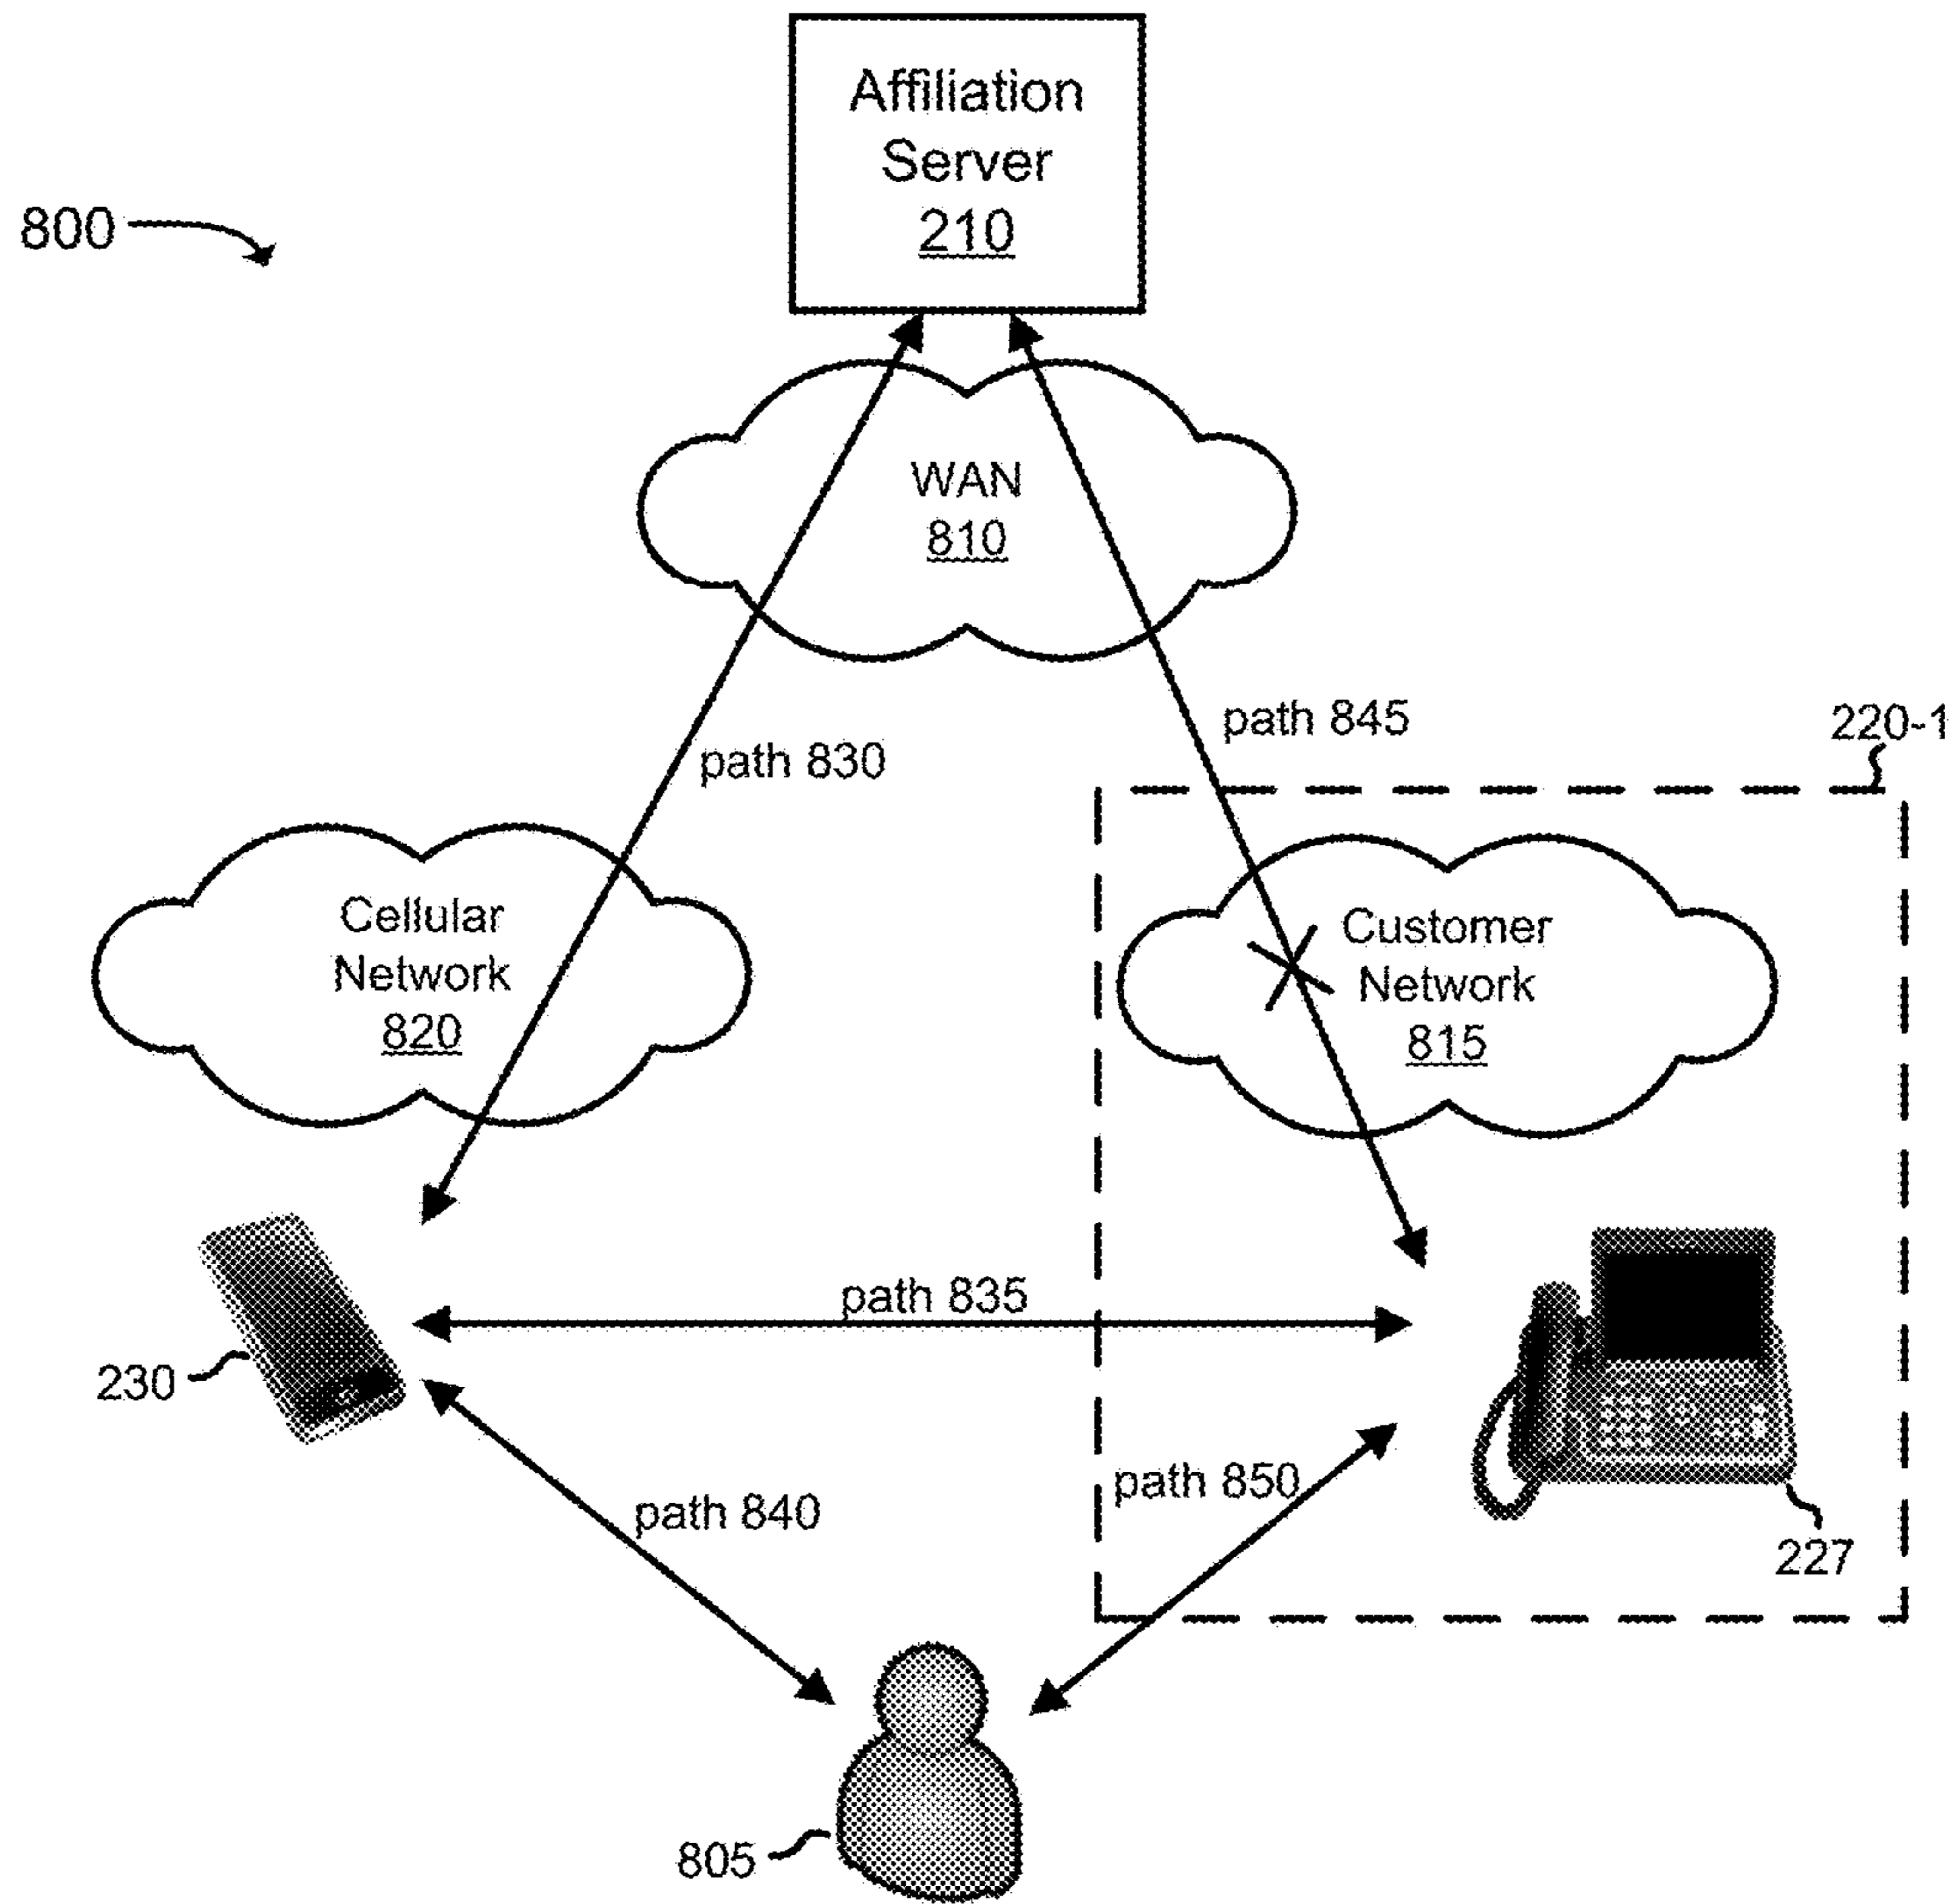 Affiliation
Server
210
800
WAN
810
path 845
220-1
path 830
Cellular
Network
820
Customer
Network
815
path 835
230
path 850
path 840
227
805